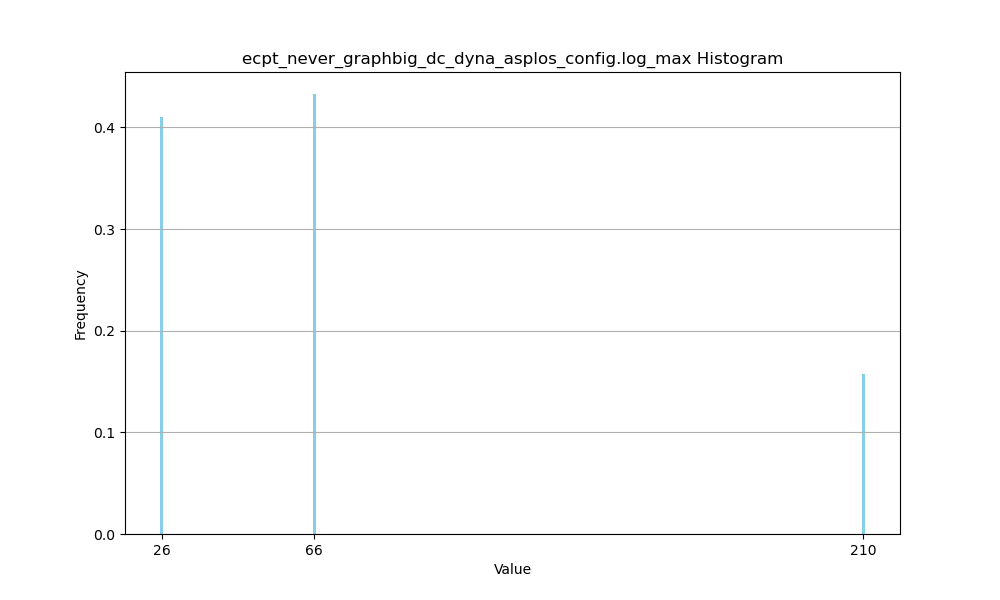 ecpt_never_graphbig_dc_dyna_asplos_config.log_max Histogram
Frequency
0.4
0.3
0.2
0.1
0.0
26 66 210
Value